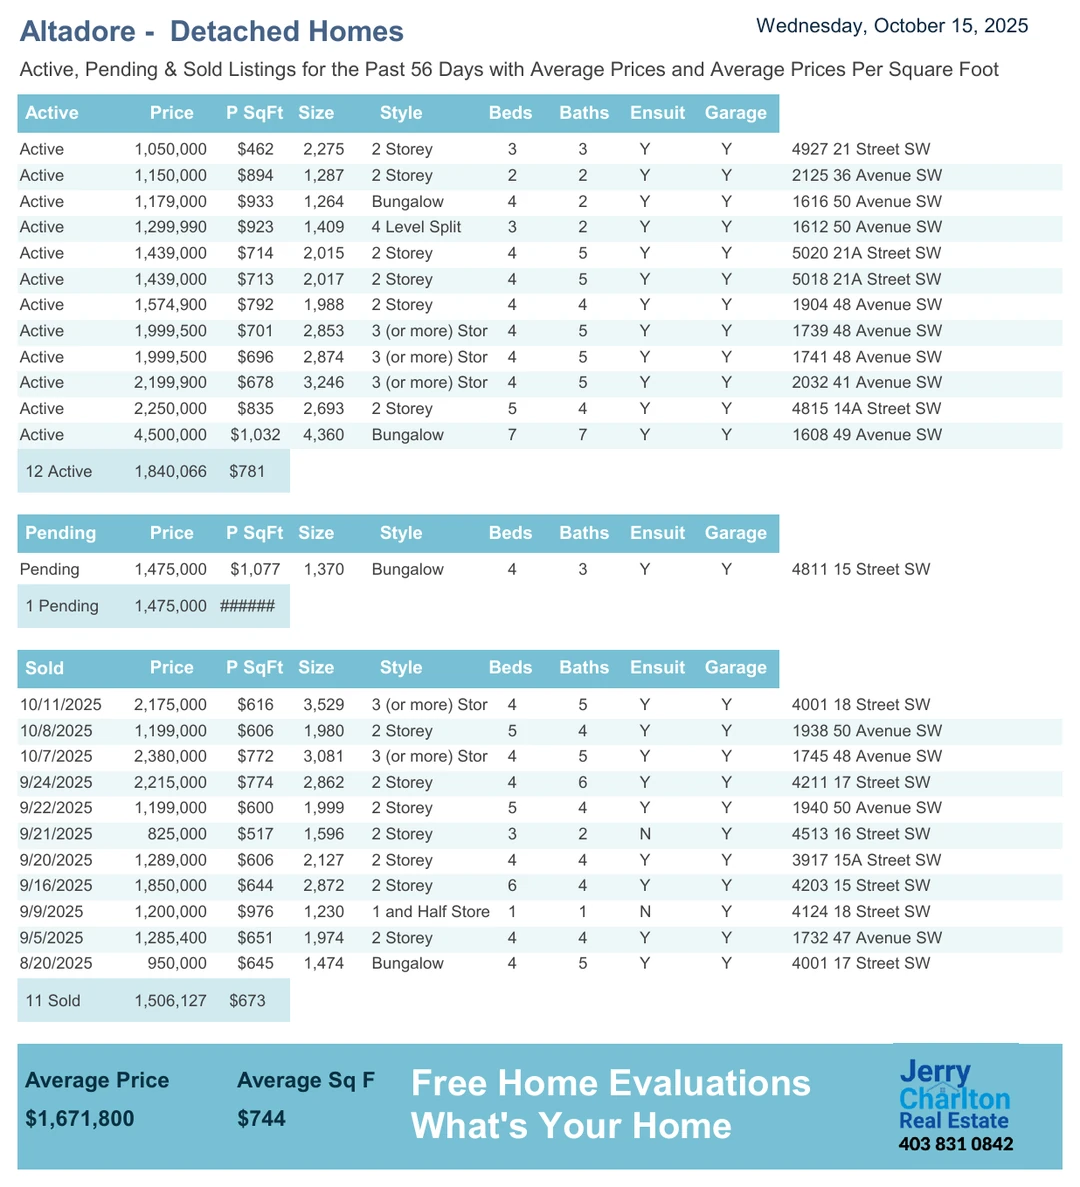 Altadore - Detached Homes
Wednesday, October 15, 2025
Active, Pending & Sold Listings for the Past 56 Days with Average Prices and Average Prices Per Square Foot
Active Price P SqFt Size Style Beds Baths Ensuit Garage
Active 1,050,000 $462 2,275 2 Storey 3 3 Y Y 4927 21 Street SW
Active 1,150,000 $894 1,287 2 Storey 2 2 Y Y 2125 36 Avenue SW
Active 1,179,000 $933 1,264 Bungalow 4 2 Y Y 1616 50 Avenue SW
Active 1,299,990 $923 1,409 4 Level Split 3 2 Y Y 1612 50 Avenue SW
Active 1,439,000 $714 2,015 2 Storey 4 5 Y Y 5020 21A Street SW
Active 1,439,000 $713 2,017 2 Storey 4 5 Y Y 5018 21A Street SW
Active 1,574,900 $792 1,988 2 Storey 4 4 Y Y 1904 48 Avenue SW
Active 1,999,500 $701 2,853 3 (or more) Stor 4 5 Y Y 1739 48 Avenue SW
Active 1,999,500 $696 2,874 3 (or more) Stor 4 5 Y Y 1741 48 Avenue SW
Active 2,199,900 $678 3,246 3 (or more) Stor 4 5 Y Y 2032 41 Avenue SW
Active 2,250,000 $835 2,693 2 Storey 5 4 Y Y 4815 14A Street SW
Active 4,500,000 $1,032 4,360 Bungalow 7 7 Y Y 1608 49 Avenue SW
12 Active 1,840,066 $781
Pending Price P SqFt Size Style Beds Baths Ensuit Garage
Pending 1,475,000 $1,077 1,370 Bungalow 4 3 Y Y 4811 15 Street SW
1 Pending 1,475,000 ######
Sold Price P SqFt Size Style Beds Baths Ensuit Garage
10/11/2025 2,175,000 $616 3,529 3 (or more) Stor 4 5 Y Y 4001 18 Street SW
10/8/2025 1,199,000 $606 1,980 2 Storey 5 4 Y Y 1938 50 Avenue SW
10/7/2025 2,380,000 $772 3,081 3 (or more) Stor 4 5 Y Y 1745 48 Avenue SW
9/24/2025 2,215,000 $774 2,862 2 Storey 4 6 Y Y 4211 17 Street SW
9/22/2025 1,199,000 $600 1,999 2 Storey 5 4 Y Y 1940 50 Avenue SW
9/21/2025 825,000 $517 1,596 2 Storey 3 2 N Y 4513 16 Street SW
9/20/2025 1,289,000 $606 2,127 2 Storey 4 4 Y Y 3917 15A Street SW
9/16/2025 1,850,000 $644 2,872 2 Storey 6 4 Y Y 4203 15 Street SW
9/9/2025 1,200,000 $976 1,230 1 and Half Store 1 1 N Y 4124 18 Street SW
9/5/2025 1,285,400 $651 1,974 2 Storey 4 4 Y Y 1732 47 Avenue SW
8/20/2025 950,000 $645 1,474 Bungalow 4 5 Y Y 4001 17 Street SW
11 Sold 1,506,127 $673
Average Price Average Sq F
$1,671,800 $744
Free Home Evaluations
What's Your Home
Jerry
Charlton
Real Estate
403 831 0842